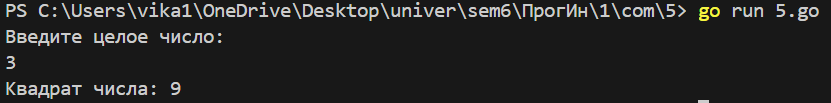 PS C:\Users\vika1\OneDrive\Desktop\univer\sem6\ПрогИн\1\com\5> go run 5.go
Введите целое число:
3
Квадрат числа: 9